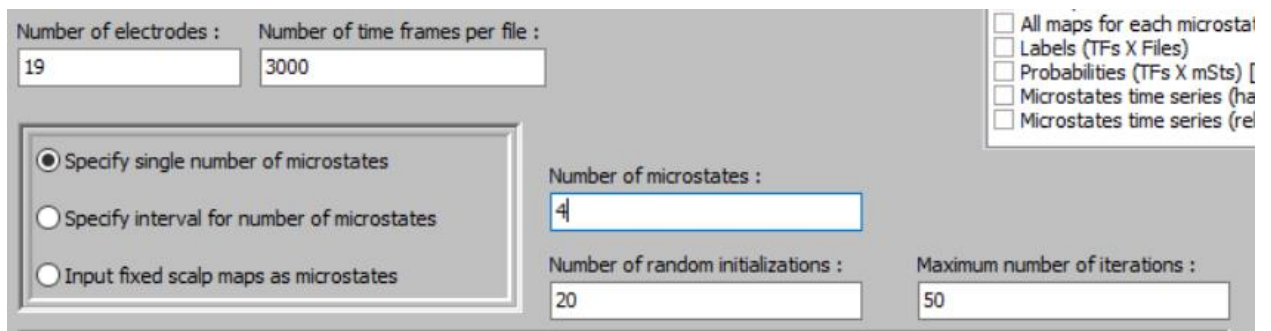 Number of electrodes :
19
Number of time frames per file :
3000
All maps for each microstat
Labels (TFs X Files)
Probabilities (TFs X mSts) [
Microstates time series (ha
Microstates time series (rel
Specify single number of microstates
Specify interval for number of microstates
Input fixed scalp maps as microstates
Number of microstates :
4
Number of random initializations :
20
Maximum number of iterations :
50